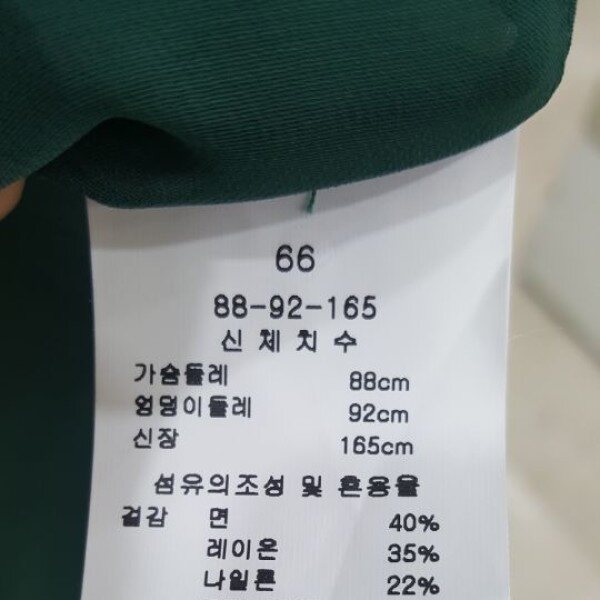 66
88-92-165
신체치수
가슴둘레 88cm
엉덩이둘레 92cm
신장 165cm
섬유의조성 및 혼용율
겉감 면 40%
레이온 35%
나일론 22%